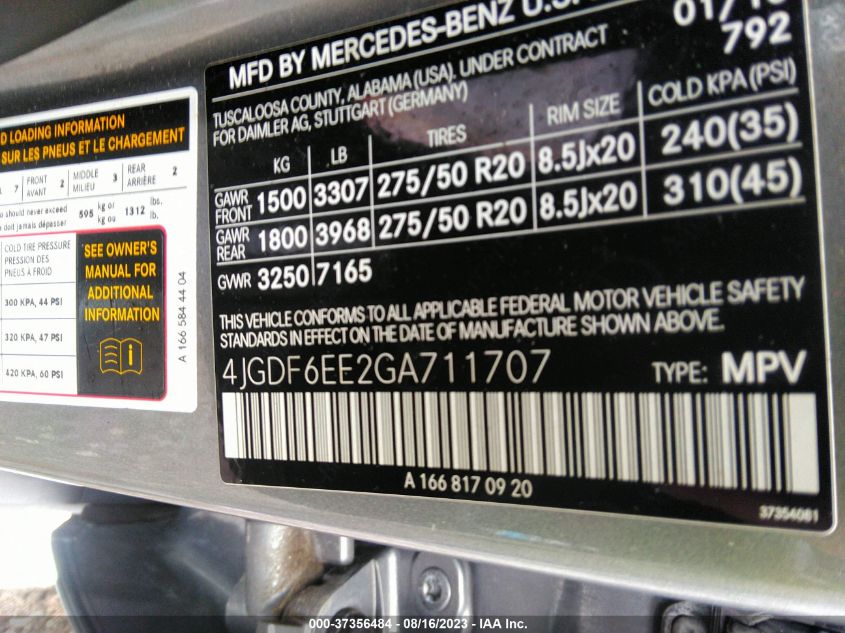 LOADING INFORMATION
SUR LES PNEUS ET LE CHARGEMENT
7 FRONT AVANT 2 MIDDLE MILIEU 3 REAR ARRIÈRE 2
should never exceed 595 kg or 1312 lbs.
doit jamais dépasser kg ou lb.
COLD TIRE PRESSURE
PRESSION DES
PNEUS À FROID
300 KPA, 44 PSI
320 KPA, 47 PSI
420 KPA, 60 PSI
SEE OWNER'S
MANUAL FOR
ADDITIONAL
INFORMATION
A 166 584 44 04
MFD BY MERCEDES-BENZ U.S.
792
TUSCALOOSA COUNTY, ALABAMA (USA). UNDER CONTRACT
FOR DAIMLER AG, STUTTGART (GERMANY)
KG LB TIRES RIM SIZE COLD KPA (PSI)
GAWR FRONT 1500 3307 275/50 R20 8.5Jx20 240(35)
GAWR REAR 1800 3968 275/50 R20 8.5Jx20 310(45)
GVWR 3250 7165
THIS VEHICLE CONFORMS TO ALL APPLICABLE FEDERAL MOTOR VEHICLE SAFETY
STANDARDS IN EFFECT ON THE DATE OF MANUFACTURE SHOWN ABOVE.
4JGDF6EE2GA711707 TYPE: MPV
A 166 817 09 20
37354081
000-37356484 - 08/16/2023 - IAA Inc.